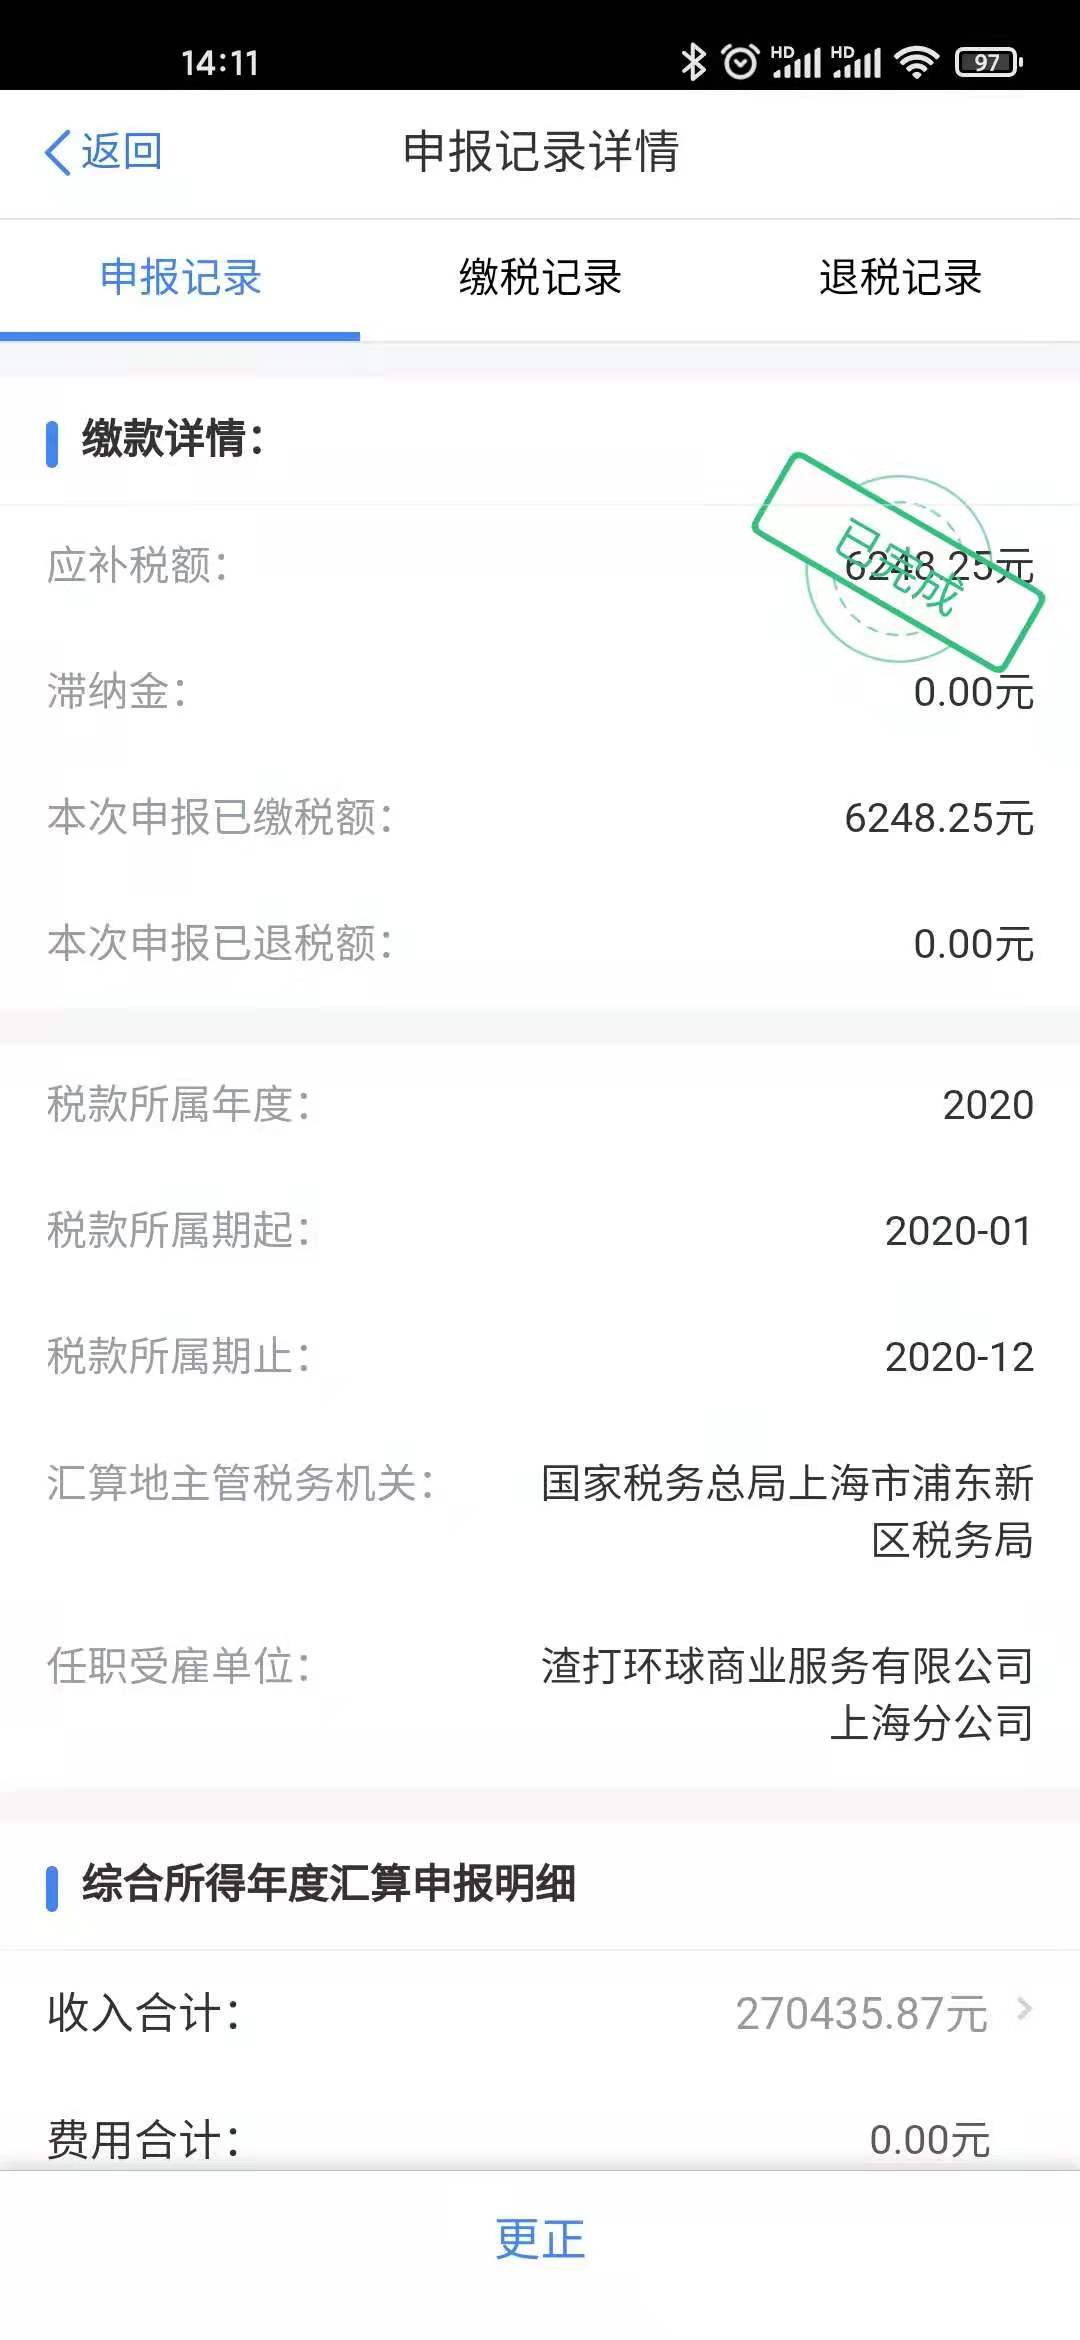 14:11
HD HD 97
返回
申报记录详情
申报记录 缴税记录 退税记录
缴款详情：
已完成
应补税额： 6248.25元
滞纳金： 0.00元
本次申报已缴税额： 6248.25元
本次申报已退税额： 0.00元
税款所属年度： 2020
税款所属期起： 2020-01
税款所属期止： 2020-12
汇算地主管税务机关： 国家税务总局上海市浦东新
区税务局
任职受雇单位： 渣打环球商业服务有限公司
上海分公司
综合所得年度汇算申报明细
收入合计： 270435.87元
费用合计： 0.00元
更正